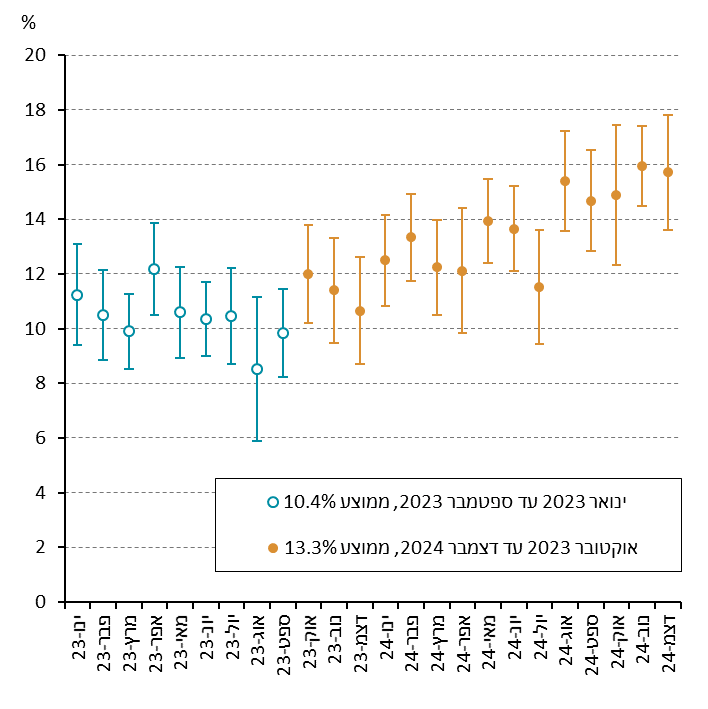 %
20
18
16
14
12
10
8
6
4
2
0
ינואר 2023 עד ספטמבר 2023, ממוצע 10.4%
אוקטובר 2023 עד דצמבר 2024, ממוצע 13.3%
ינו-23
פבר-23
מרץ-23
אפר-23
מאי-23
יונ-23
יול-23
אוג-23
ספט-23
אוק-23
נוב-23
דצמ-23
ינו-24
פבר-24
מרץ-24
אפר-24
מאי-24
יונ-24
יול-24
אוג-24
ספט-24
אוק-24
נוב-24
דצמ-24